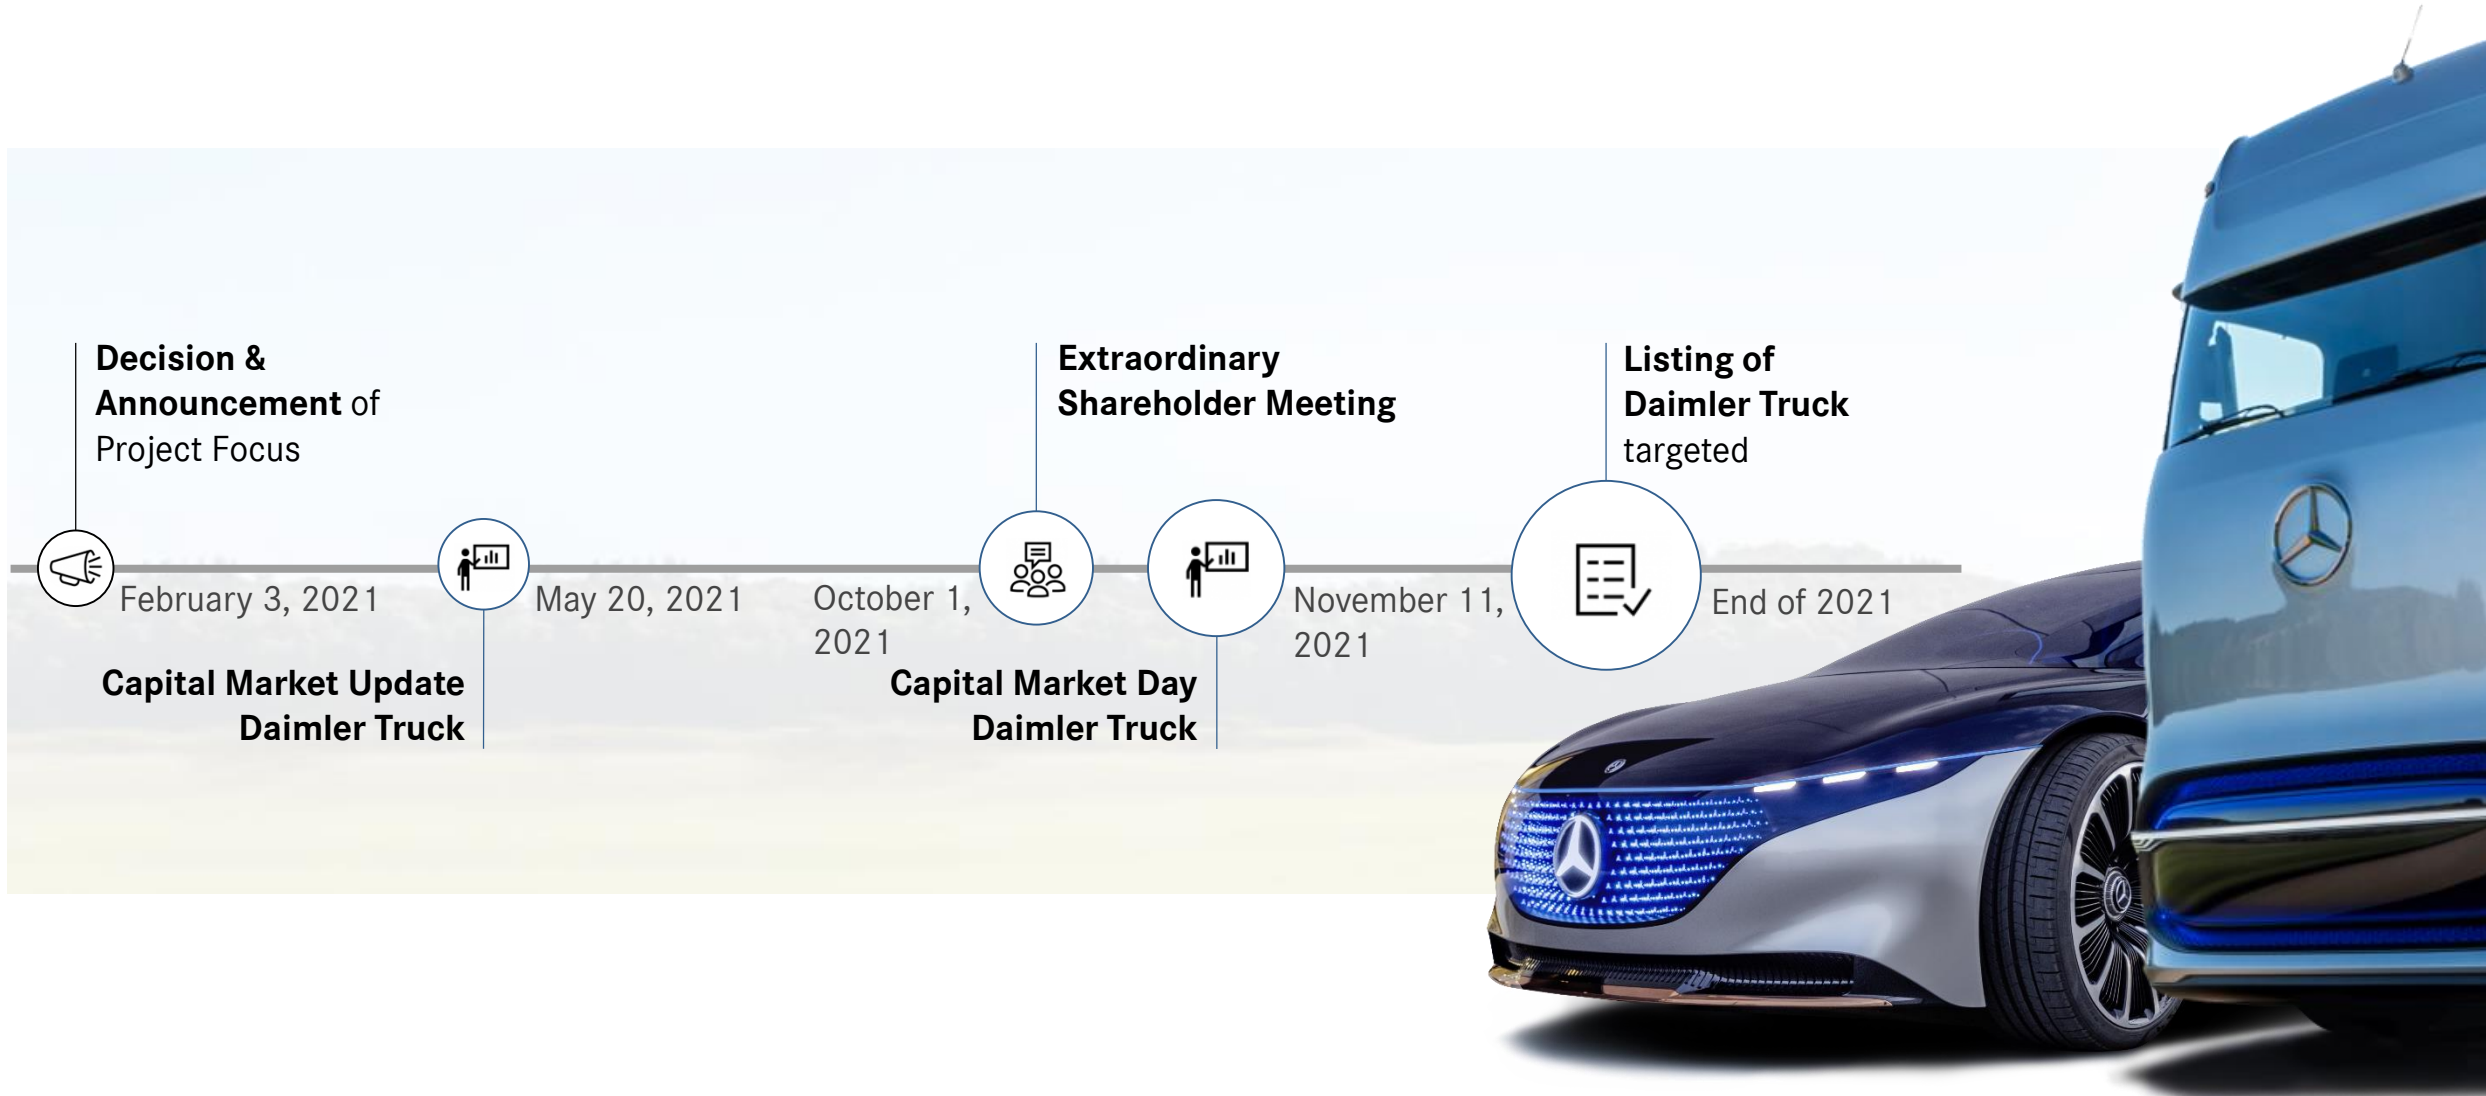 Decision &
Announcement of
Project Focus
February 3, 2021
Capital Market Update
Daimler Truck
May 20, 2021
Extraordinary
Shareholder Meeting
October 1,
2021
Capital Market Day
Daimler Truck
November 11,
2021
Listing of
Daimler Truck
targeted
End of 2021